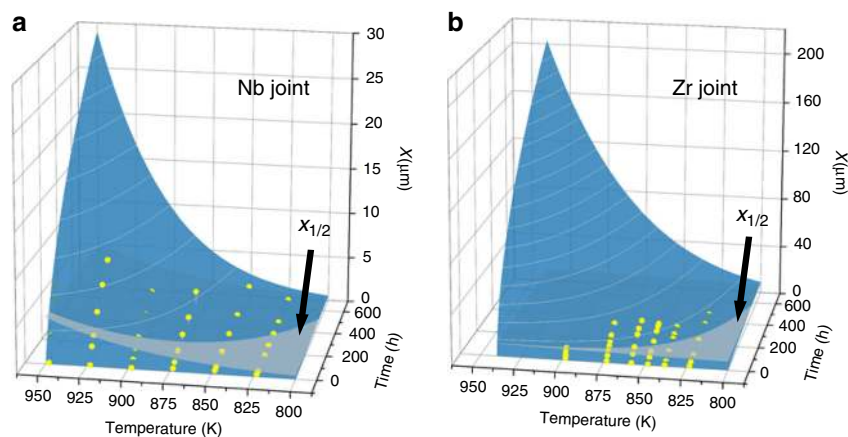 a
Nb joint
x1/2
30
25
20
15
10
5
0
X(μm)
600
400
200
0
Time (h)
950 925 900 875 850 825 800
Temperature (K)
b
Zr joint
x1/2
200
160
120
80
40
0
X(μm)
600
400
200
0
Time (h)
950 925 900 875 850 825 800
Temperature (K)